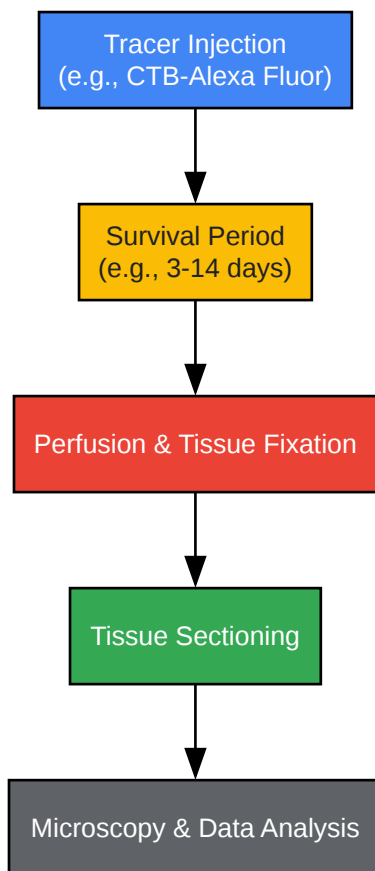 Tracer Injection
(e.g., CTB-Alexa Fluor)
Survival Period
(e.g., 3-14 days)
Perfusion & Tissue Fixation
Tissue Sectioning
Microscopy & Data Analysis